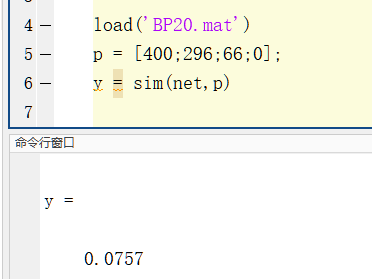 4 — load('BP20.mat')
5 — p = [400;296;66;0];
6 — y = sim(net,p)
7
命令行窗口
y =
0.0757